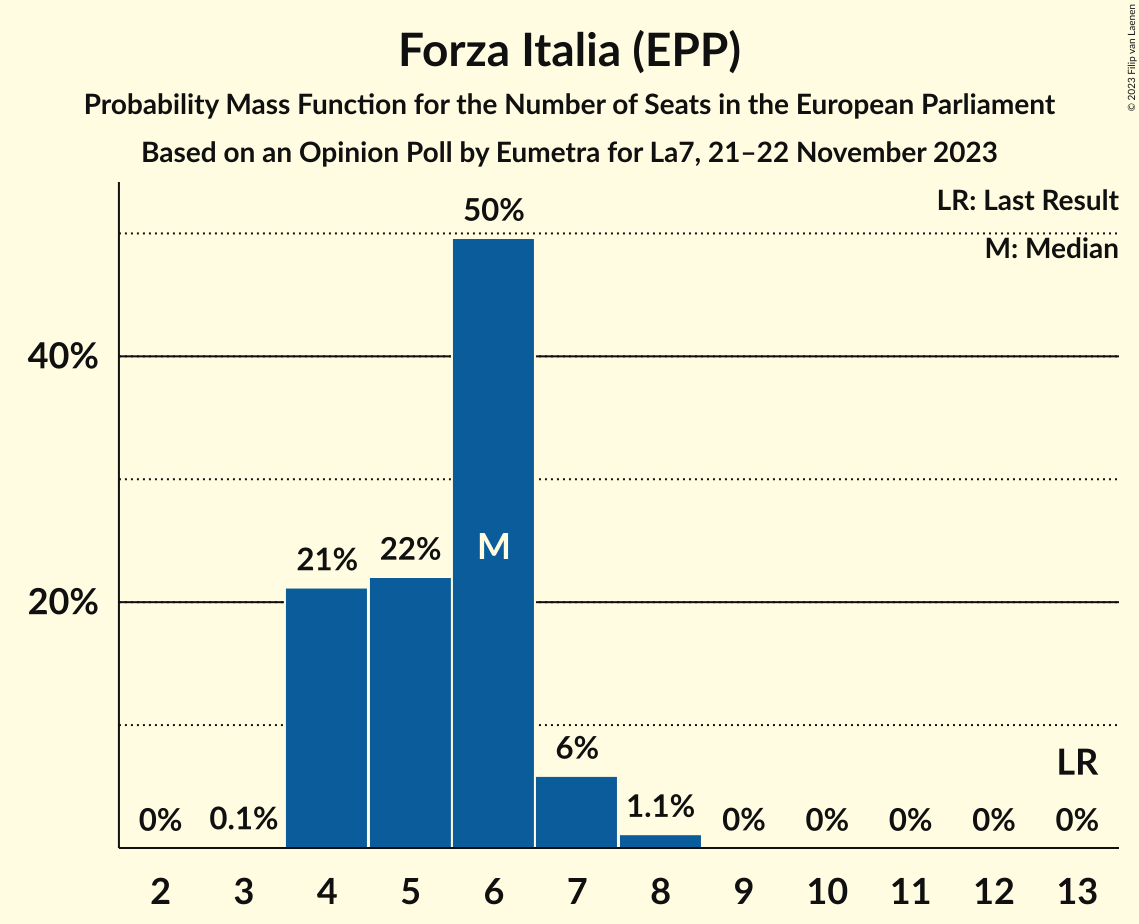 Forza Italia (EPP)
Probability Mass Function for the Number of Seats in the European Parliament
Based on an Opinion Poll by Eumetra for La7, 21–22 November 2023
© 2023 Filip van Laenen
LR: Last Result
M: Median
50%
40%
22%
21%
M
20%
6%
LR
1.1%
0% 0.1% 0% 0% 0% 0% 0%
2 3 4 5 6 7 8 9 10 11 12 13